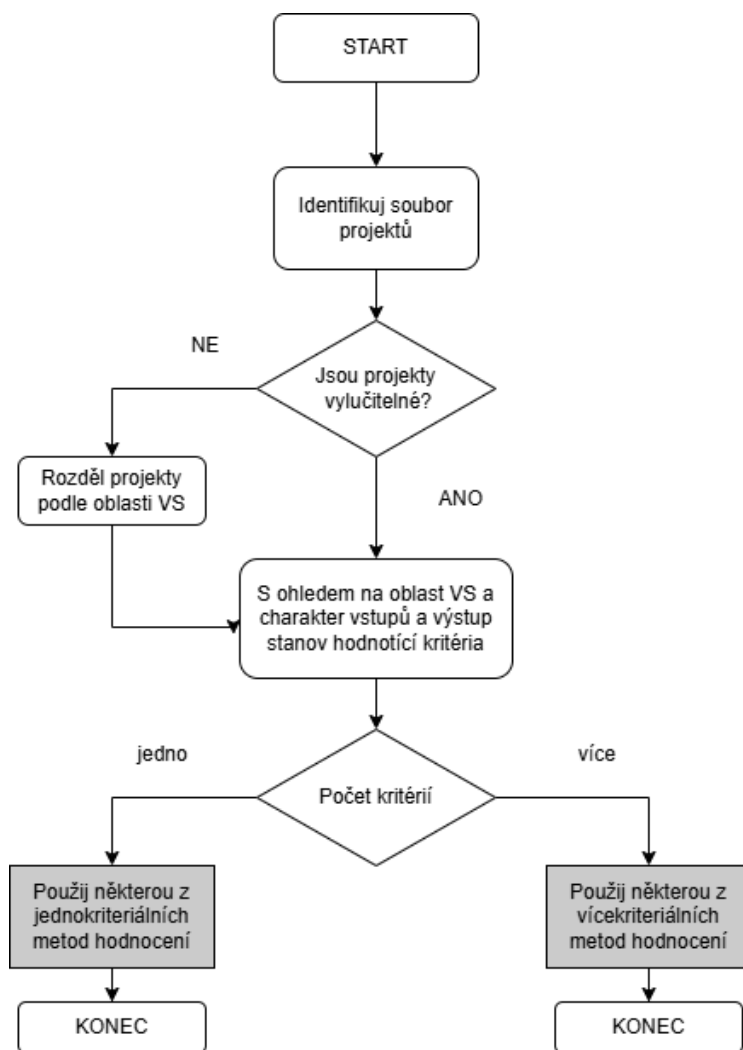 START
Identifikuj soubor
projektů
NE
Jsou projekty
vylučitelné?
Rozděl projekty
podle oblasti VS
ANO
S ohledem na oblast VS a
charakter vstupů a výstup
stanov hodnotící kritéria
jedno
více
Počet kritérií
Použij některou z
jednokriteriálních
metod hodnocení
Použij některou z
vícekriteriálních
metod hodnocení
KONEC
KONEC